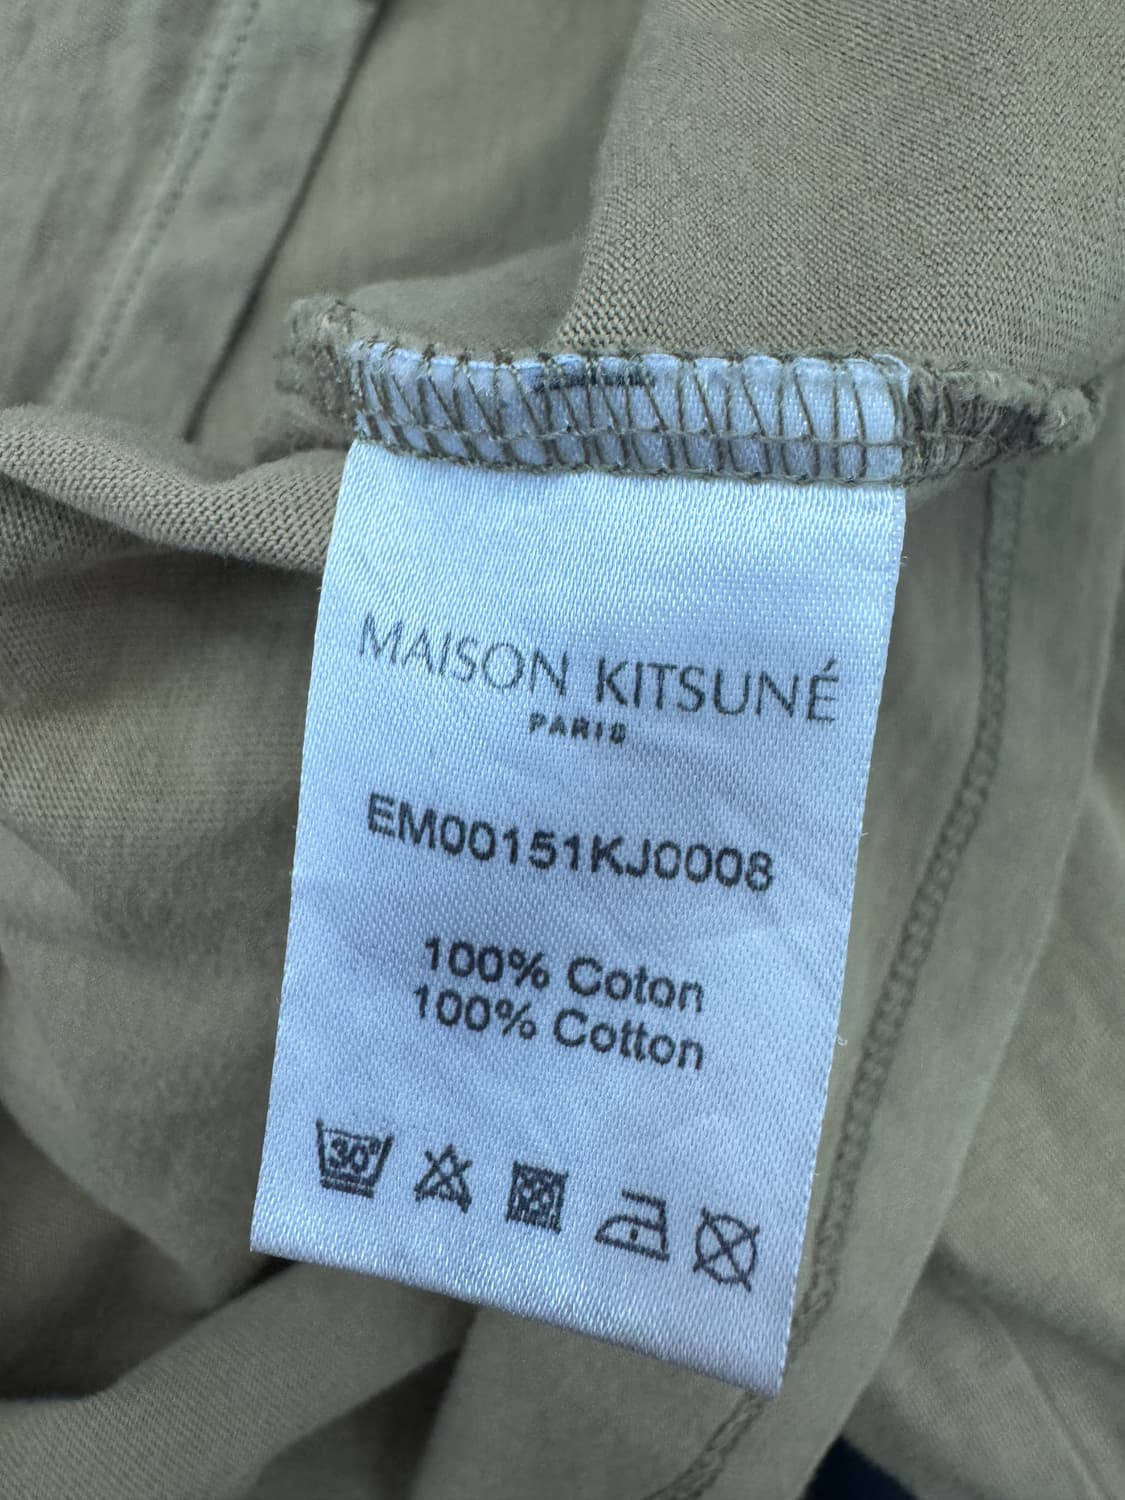 MAISON KITSUNÉ
PARIS
EM00151KJ0008
100% Coton
100% Cotton
30°